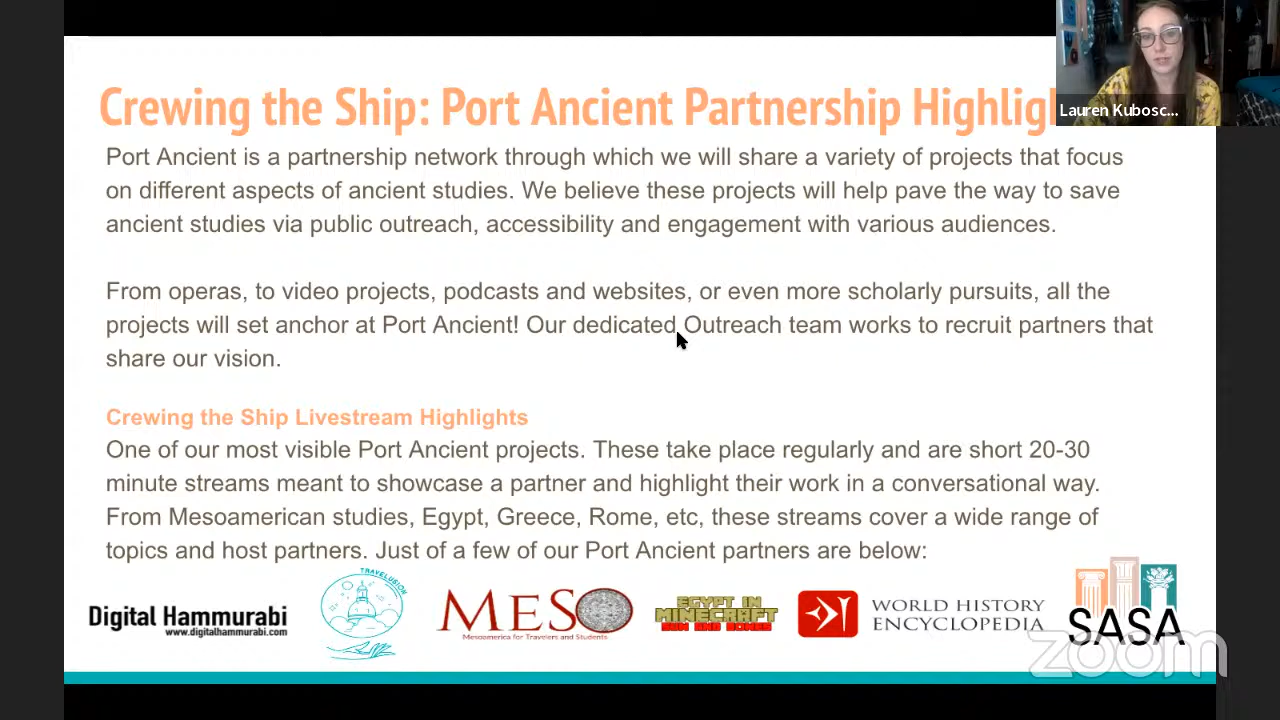 Crewing the Ship: Port Ancient Partnership Highlig
Lauren Kubosc...
Port Ancient is a partnership network through which we will share a variety of projects that focus
on different aspects of ancient studies. We believe these projects will help pave the way to save
ancient studies via public outreach, accessibility and engagement with various audiences.
From operas, to video projects, podcasts and websites, or even more scholarly pursuits, all the
projects will set anchor at Port Ancient! Our dedicated Outreach team works to recruit partners that
share our vision.
Crewing the Ship Livestream Highlights
One of our most visible Port Ancient projects. These take place regularly and are short 20-30
minute streams meant to showcase a partner and highlight their work in a conversational way.
From Mesoamerican studies, Egypt, Greece, Rome, etc, these streams cover a wide range of
topics and host partners. Just of a few of our Port Ancient partners are below:
Digital Hammurabi
www.digitalhammurabi.com
TRAVELUSION
MESO
Mesoamerica for Travelers and Students
EGYPT IN
MINECRAFT
SUN AND BONES
WORLD HISTORY
ENCYCLOPEDIA
SASA
zoom